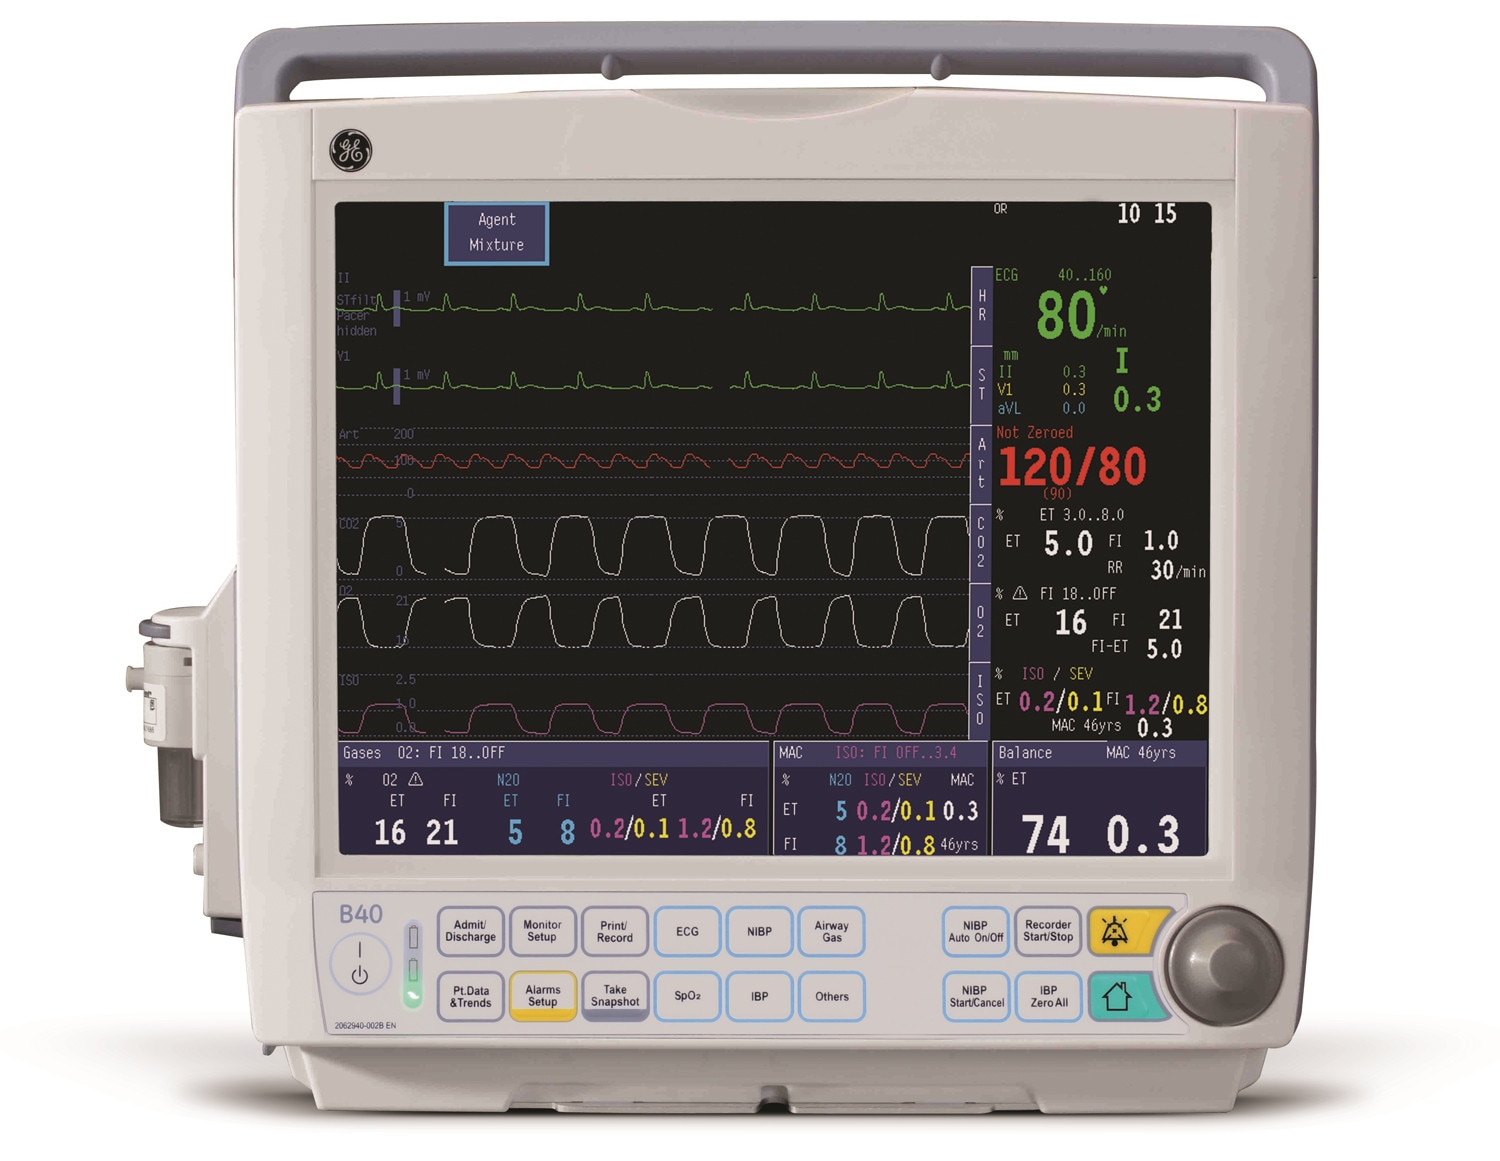 GE
Agent
Mixture
OR
10 15
II
STfilt
Pacer
hidden
1 mV
V1
1 mV
Art
200
100
0
CO2
5
0
O2
21
ISO
2.5
1.0
HR
ST
Art
CO2
O2
ISO
ECG 40..160
80/min
mm
I
II 0.3
V1 0.3
aVL 0.0
0.3
Not Zeroed
120/80
(90)
% ET 3.0..8.0
ET 5.0 FI 1.0
RR 30/min
% FI 18..OFF
ET 16 FI 21
FI-ET 5.0
% ISO / SEV
ET 0.2/0.1 FI 1.2/0.8
MAC 46yrs 0.3
Gases O2: FI 18..OFF
% O2 N2O ISO/SEV
ET FI ET FI ET FI
16 21 5 8 0.2/0.1 1.2/0.8
MAC ISO: FI OFF..3.4
% N2O ISO/SEV MAC
ET 5 0.2/0.1 0.3
FI 8 1.2/0.8 46yrs
Balance MAC 46yrs
% ET
74 0.3
B40
Admit/
Discharge
Monitor
Setup
Print/
Record
ECG
NIBP
Airway
Gas
NIBP
Auto On/Off
Recorder
Start/Stop
Pt.Data
&Trends
Alarms
Setup
Take
Snapshot
SpO2
IBP
Others
NIBP
Start/Cancel
IBP
Zero All
2062940-002B EN